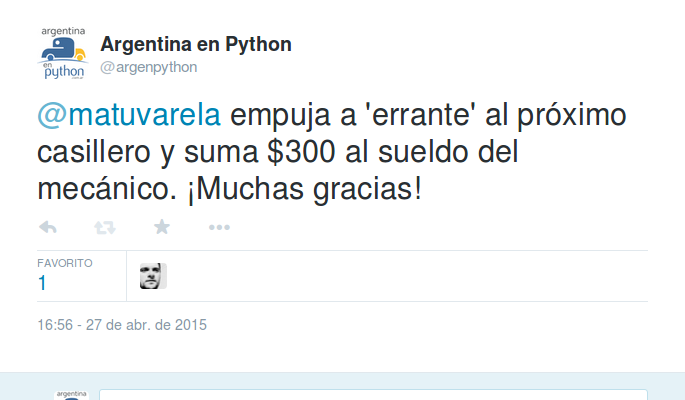 argentina
en
python
Argentina en Python
@argenpython
@matuvarela empuja a 'errante' al próximo
casillero y suma $300 al sueldo del
mecánico. ¡Muchas gracias!
FAVORITO
1
16:56 - 27 de abr. de 2015
argentina